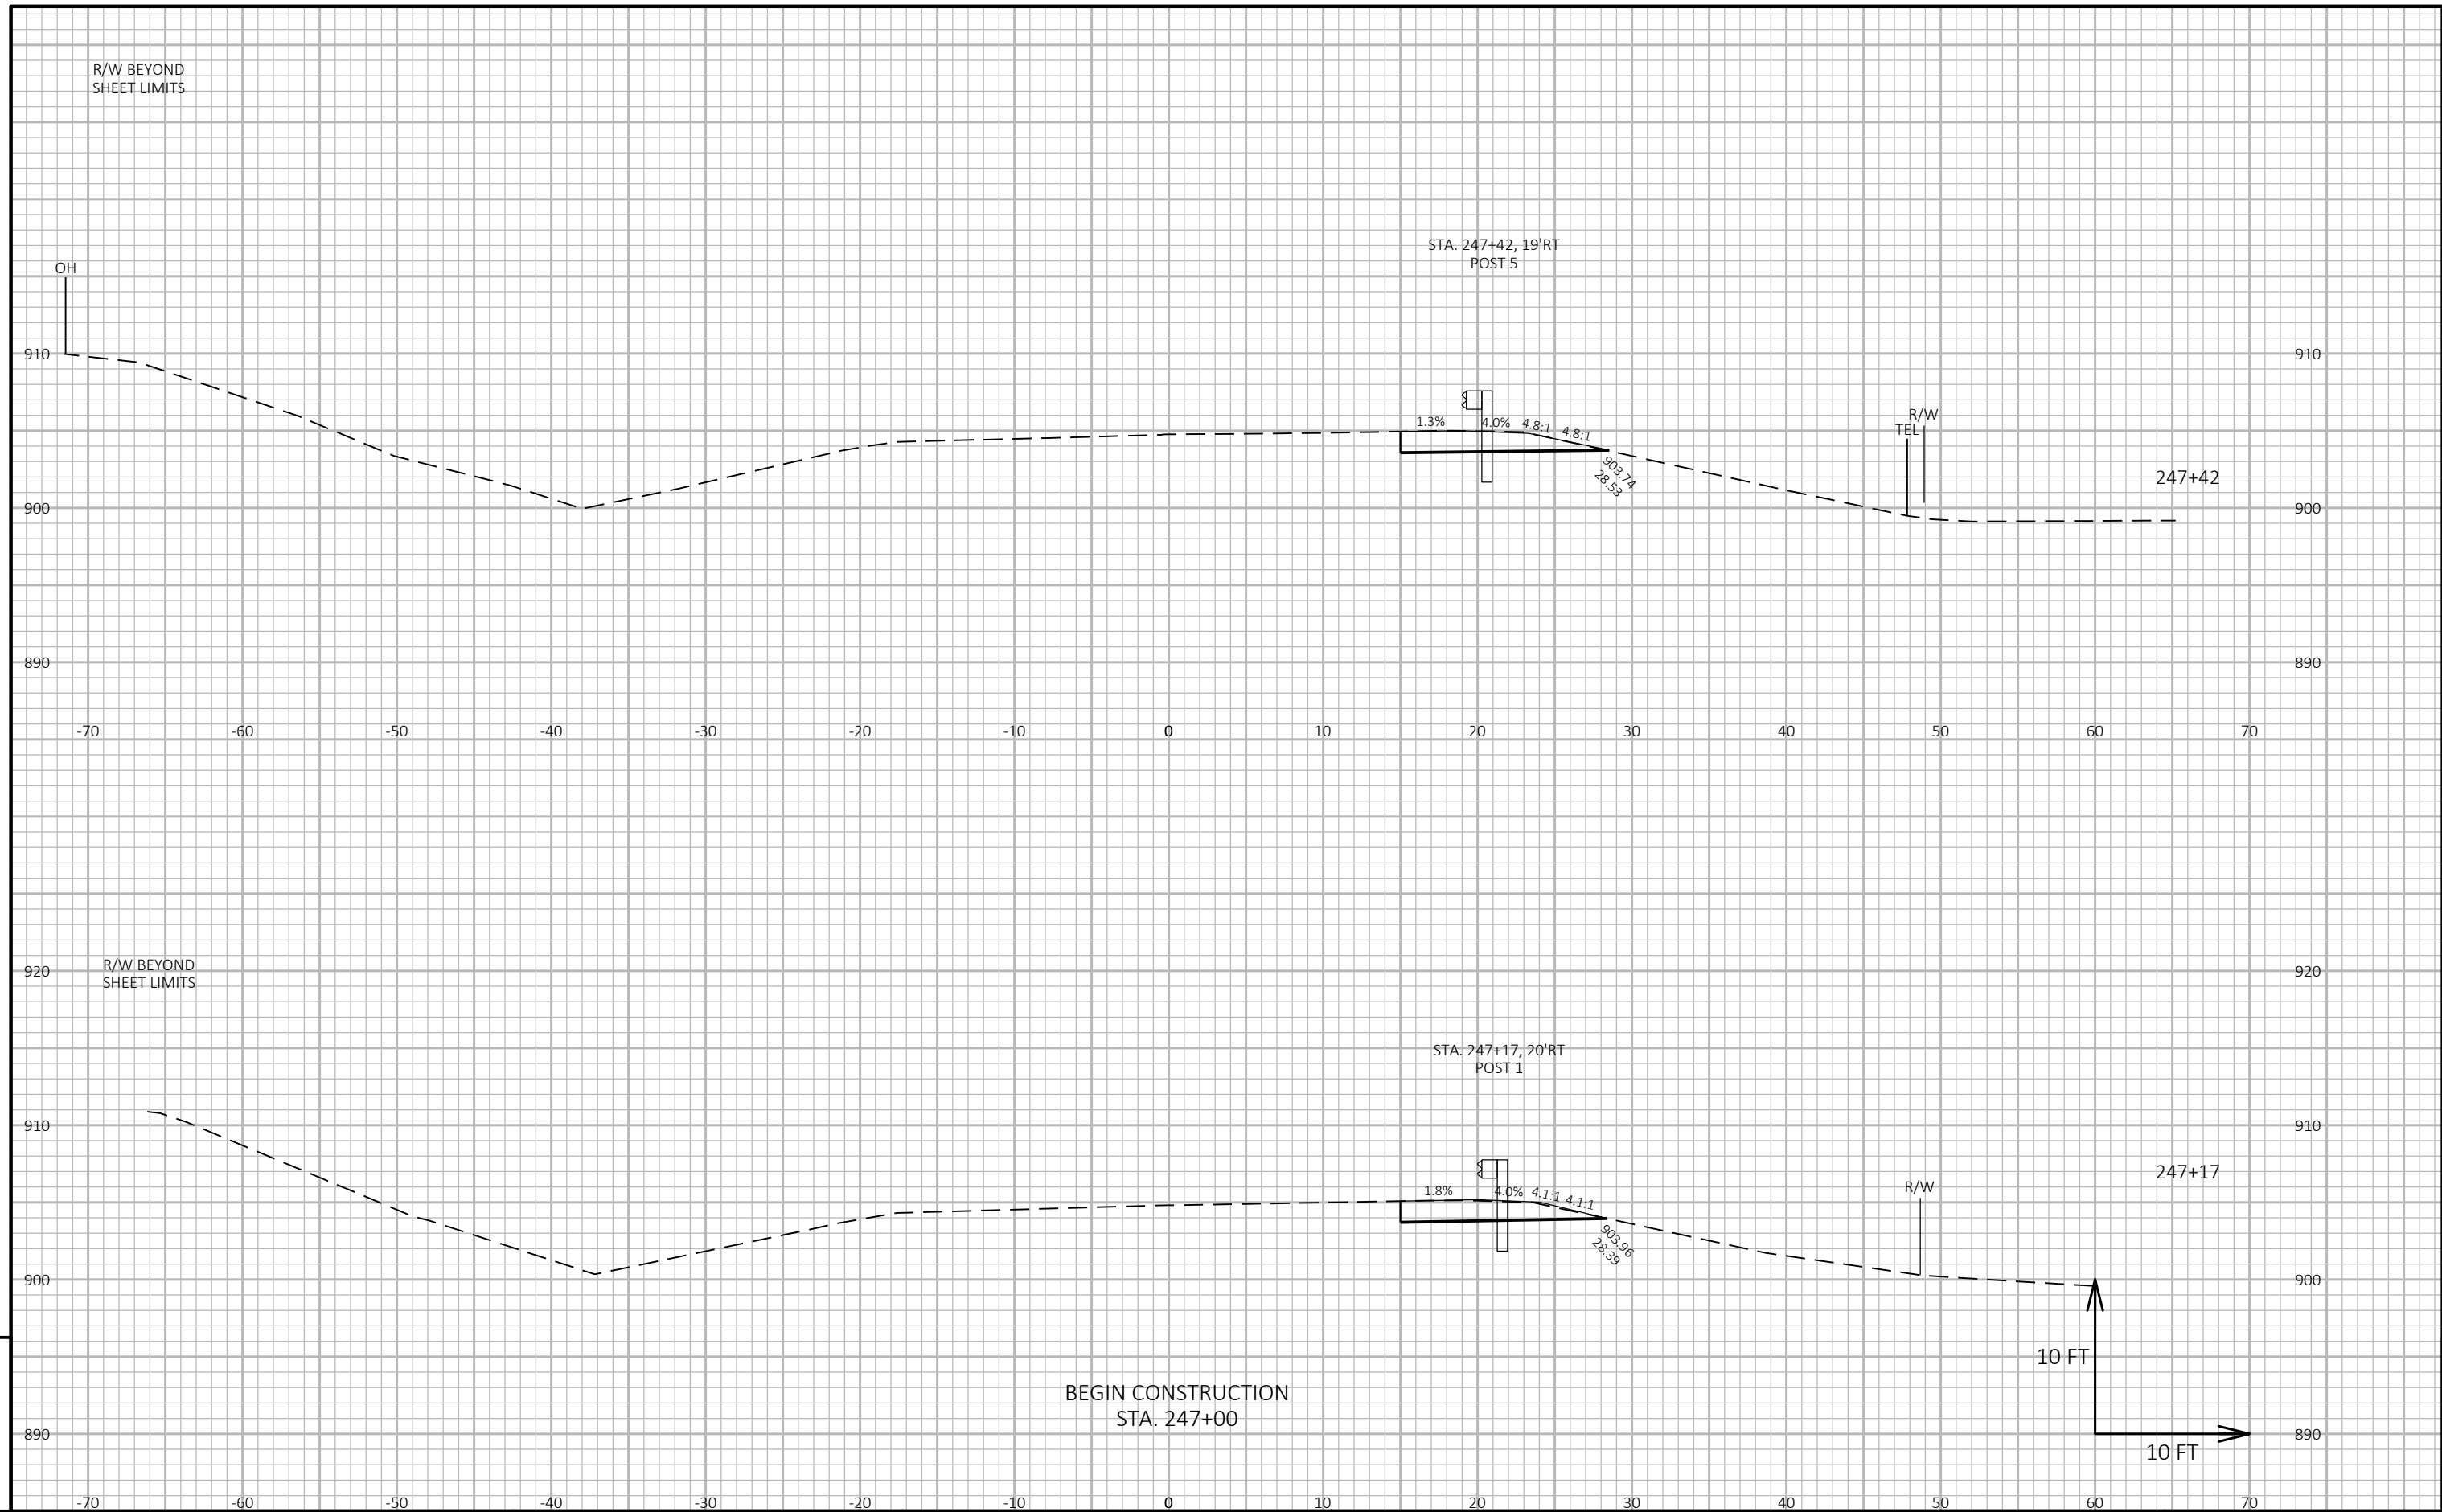 R/W BEYOND
SHEET LIMITS
STA. 247+42, 19'RT
POST 5
OH
910
910
R/W
TEL
1.3%
4.0%
4.8:1
4.8:1
903.74
28.53
247+42
900
900
890
890
-70 -60 -50 -40 -30 -20 -10 0 10 20 30 40 50 60 70
R/W BEYOND
SHEET LIMITS
920
920
STA. 247+17, 20'RT
POST 1
910
910
247+17
R/W
1.8%
4.0%
4.1:1
4.1:1
903.96
28.39
900
900
10 FT
BEGIN CONSTRUCTION
STA. 247+00
890
890
10 FT
-70 -60 -50 -40 -30 -20 -10 0 10 20 30 40 50 60 70